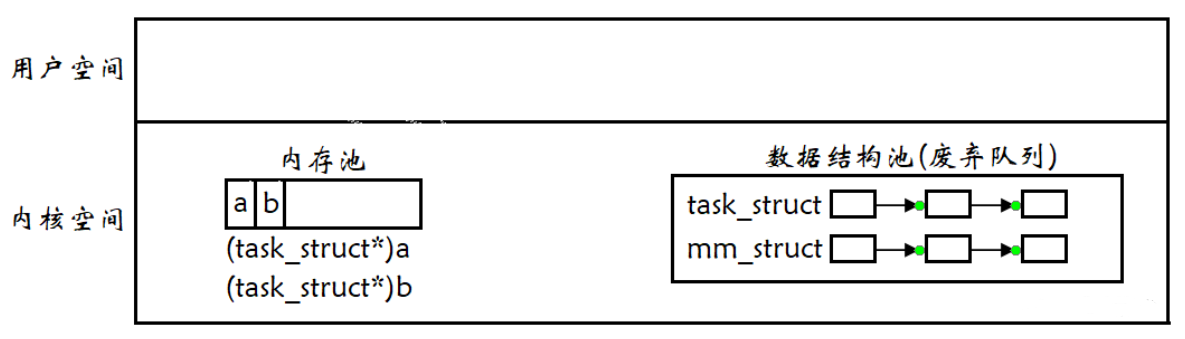 用户空间
内存池
数据结构池(废弃队列)
内核空间
a b
(task_struct*)a
(task_struct*)b
task_struct
mm_struct